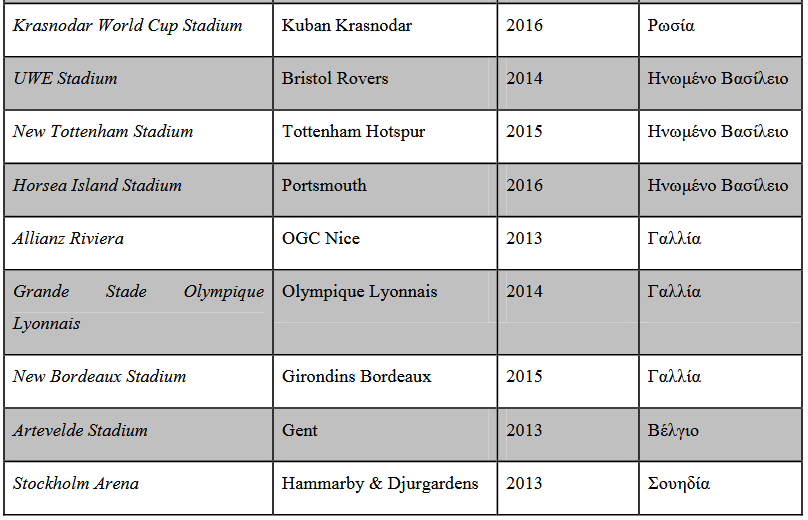 Krasnodar World Cup Stadium Kuban Krasnodar 2016 Ρωσία
UWE Stadium Bristol Rovers 2014 Ηνωμένο Βασίλειο
New Tottenham Stadium Tottenham Hotspur 2015 Ηνωμένο Βασίλειο
Horsea Island Stadium Portsmouth 2016 Ηνωμένο Βασίλειο
Allianz Riviera OGC Nice 2013 Γαλλία
Grande Stade Olympique Olympique Lyonnais 2014 Γαλλία
Lyonnais
New Bordeaux Stadium Girondins Bordeaux 2015 Γαλλία
Artevelde Stadium Gent 2013 Βέλγιο
Stockholm Arena Hammarby & Djurgardens 2013 Σουηδία